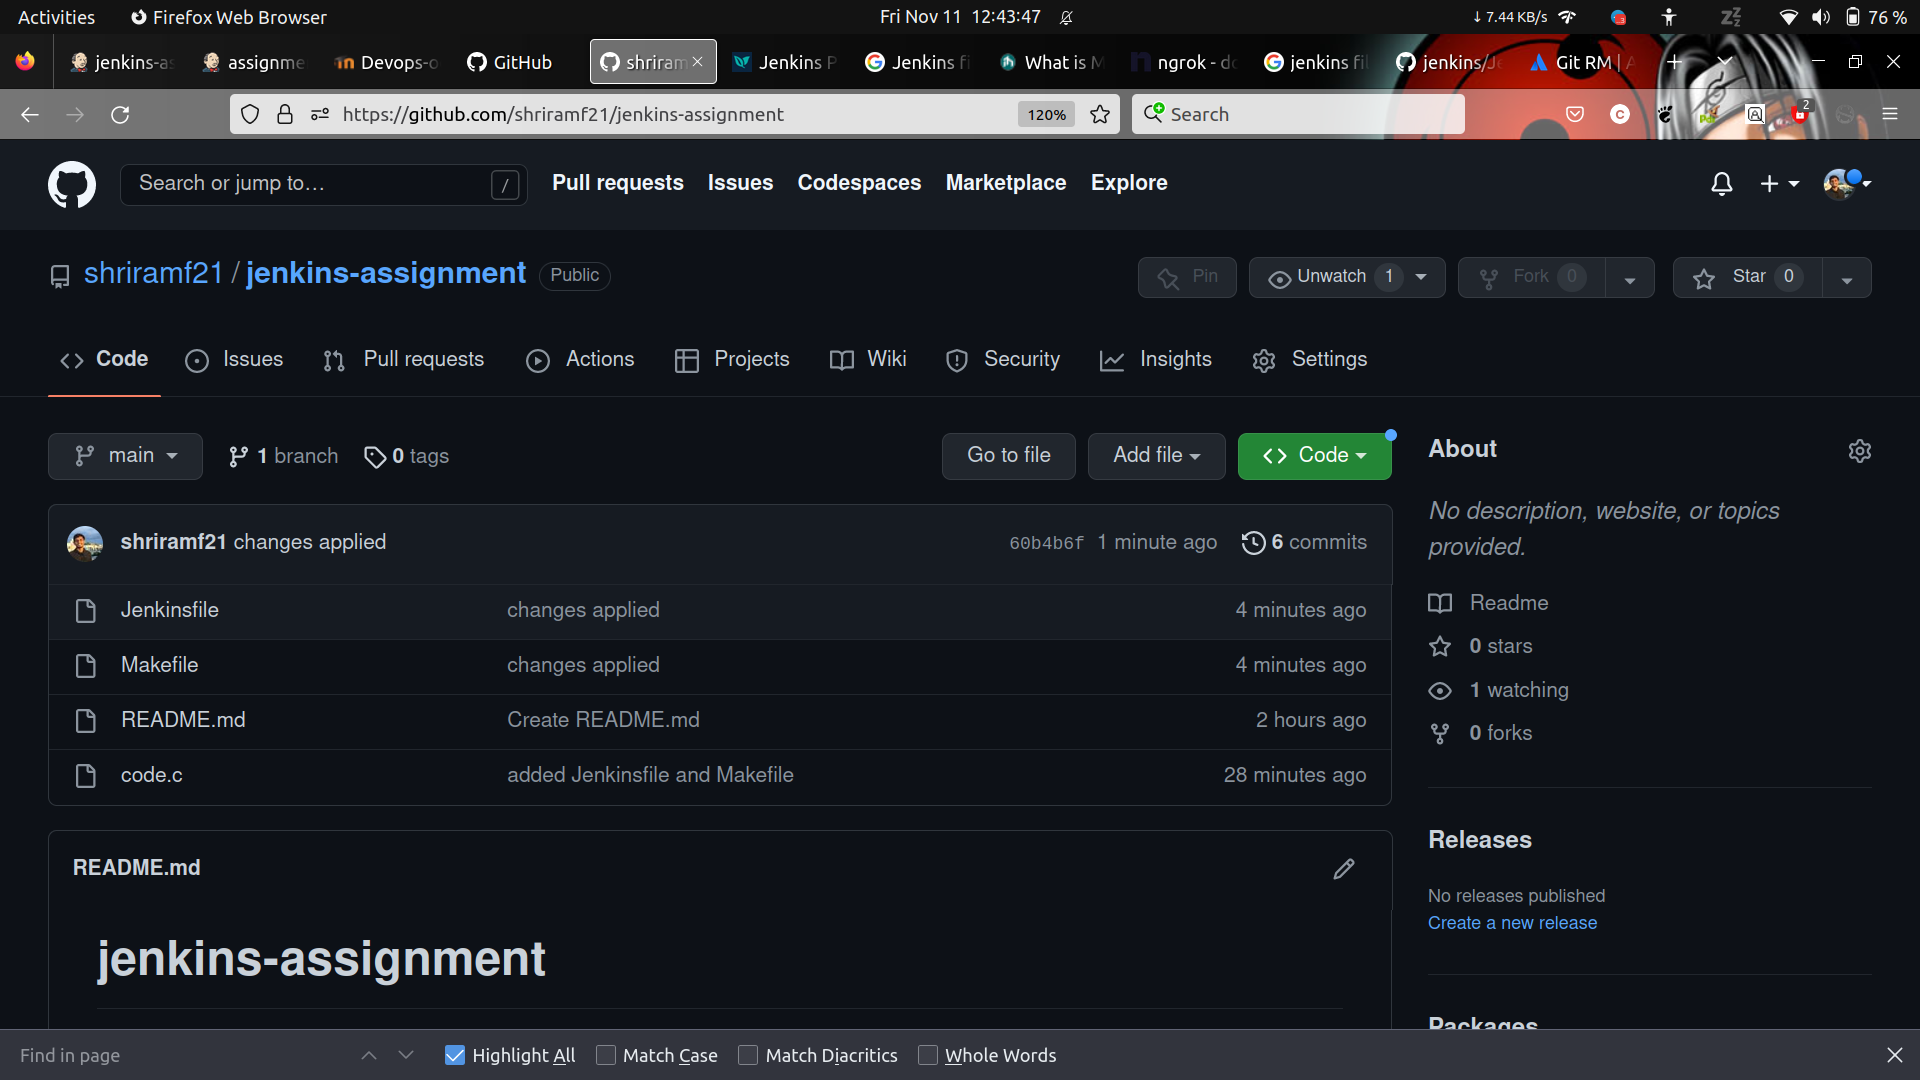 Activities Firefox Web Browser Fri Nov 11 12:43:47 ↓ 7.44 KB/s 76 %
jenkins-as assignme Devops-o GitHub shriram Jenkins P Jenkins fi What is M ngrok - do jenkins fil jenkins/Je Git RM | A
https://github.com/shriramf21/jenkins-assignment 120% Search 2
Search or jump to… / Pull requests Issues Codespaces Marketplace Explore
shriramf21 / jenkins-assignment Public Pin Unwatch 1 Fork 0 Star 0
Code Issues Pull requests Actions Projects Wiki Security Insights Settings
main 1 branch 0 tags Go to file Add file Code
About
No description, website, or topics
provided.
shriramf21 changes applied 60b4b6f 1 minute ago 6 commits
Jenkinsfile changes applied 4 minutes ago
Makefile changes applied 4 minutes ago
README.md Create README.md 2 hours ago
code.c added Jenkinsfile and Makefile 28 minutes ago
Readme
0 stars
1 watching
0 forks
Releases
No releases published
Create a new release
Packages
README.md
jenkins-assignment
Find in page Highlight All Match Case Match Diacritics Whole Words